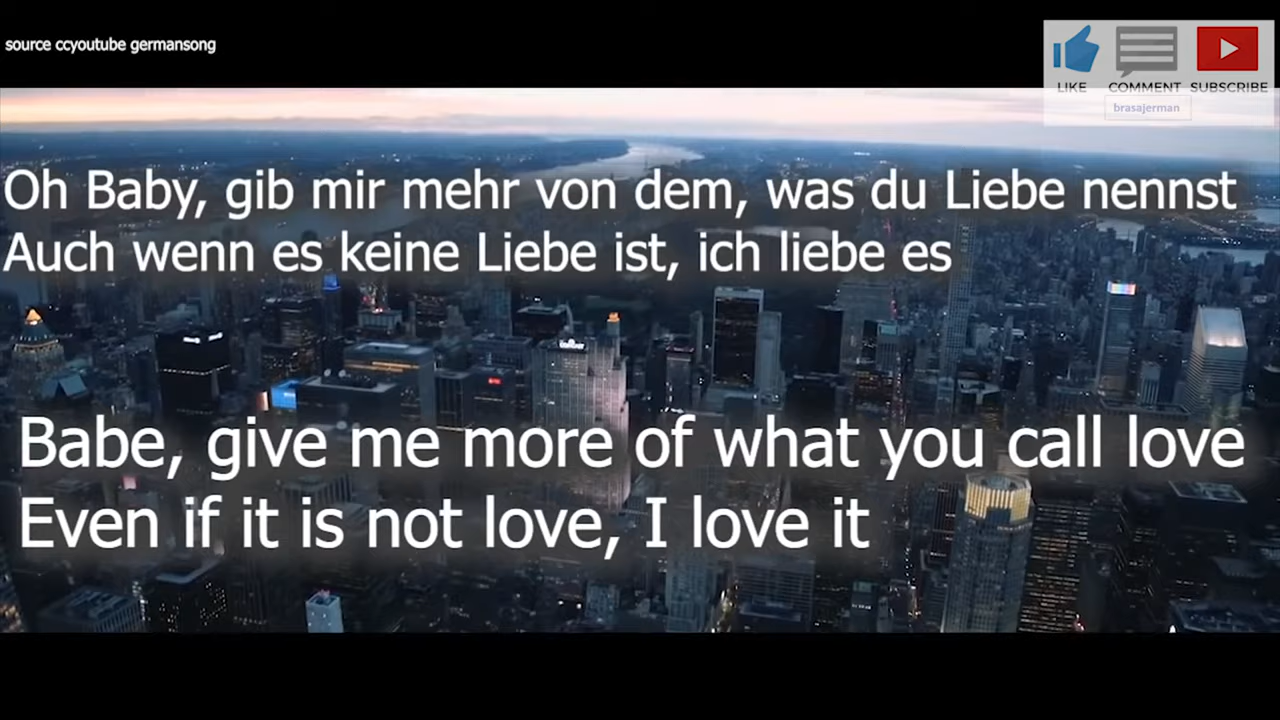 source ccyoutube germansong
LIKE COMMENT SUBSCRIBE
brasajerman
Oh Baby, gib mir mehr von dem, was du Liebe nennst
Auch wenn es keine Liebe ist, ich liebe es
Babe, give me more of what you call love
Even if it is not love, I love it